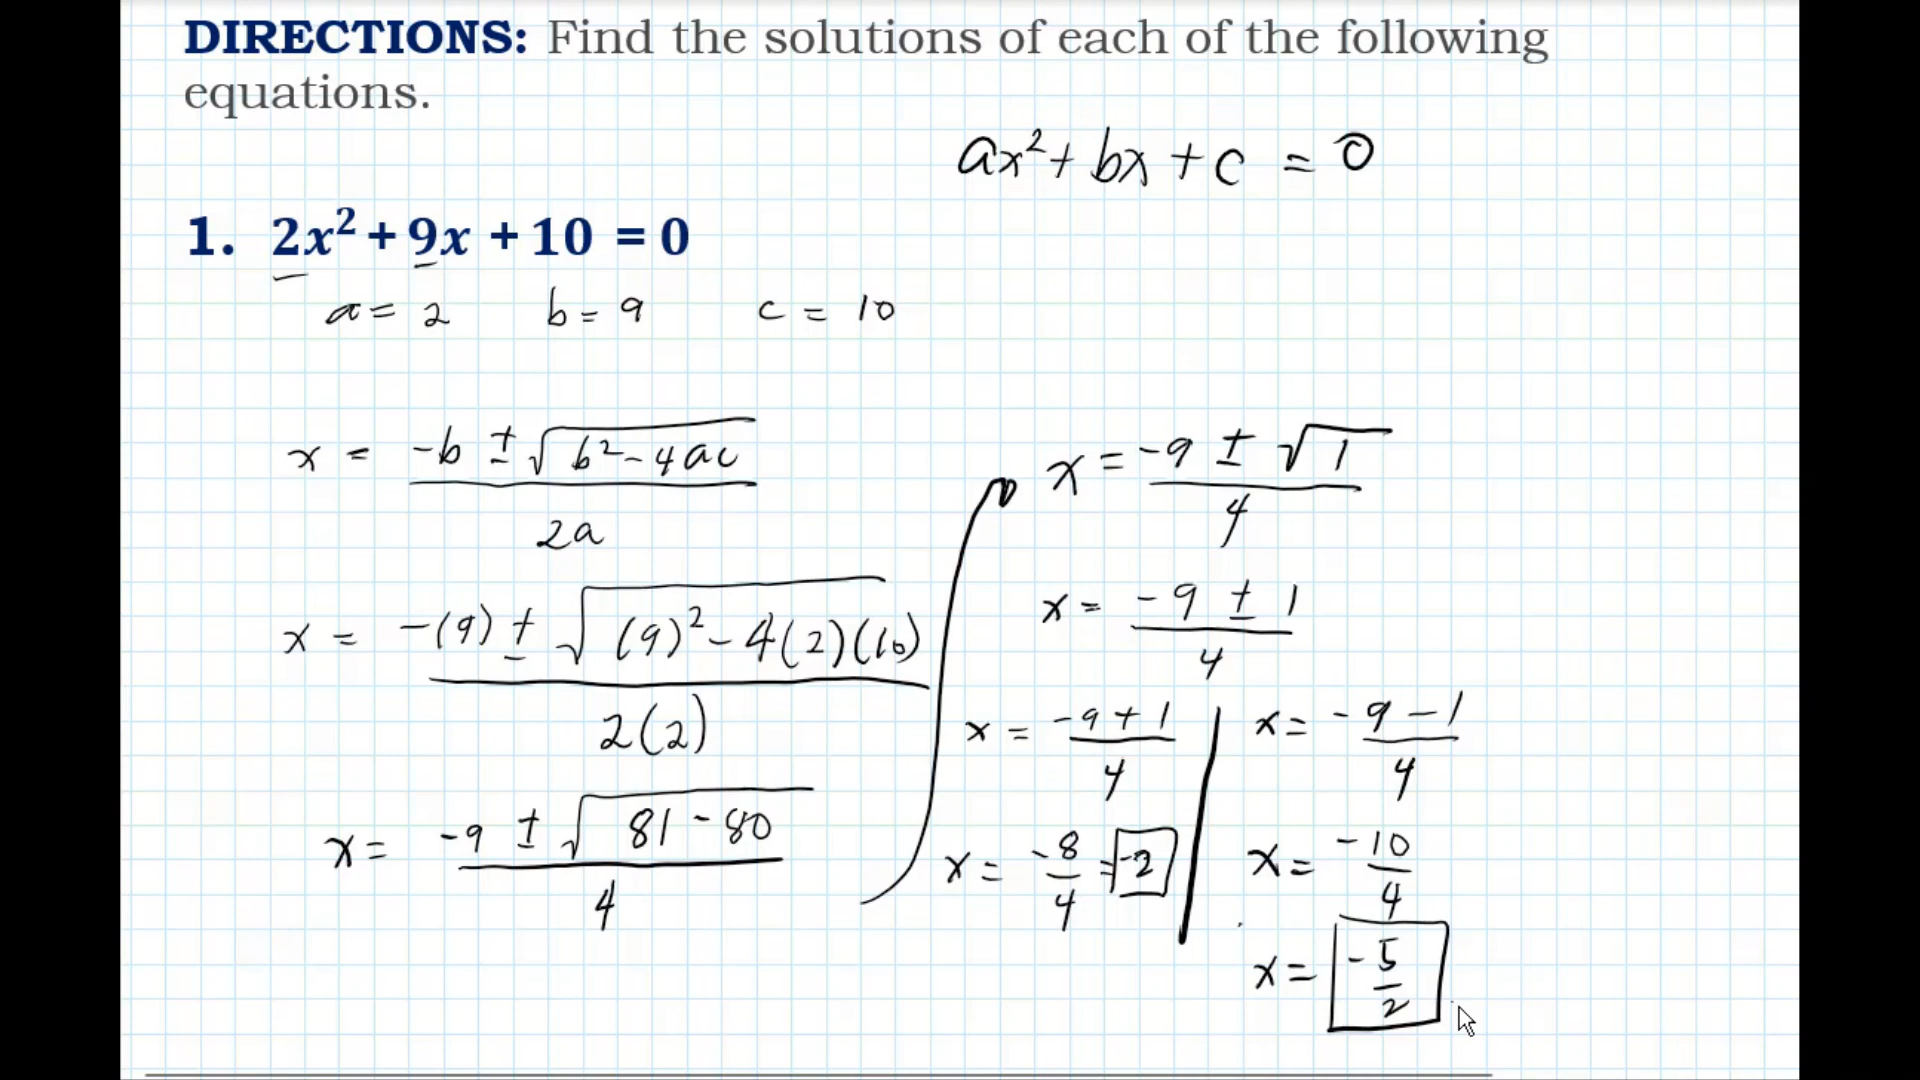 DIRECTIONS: Find the solutions of each of the following
equations.
ax² + bx + c = 0
1. 2x² + 9x + 10 = 0
a = 2 b = 9 c = 10
x = (-b ± √(b² - 4ac)) / 2a
x = (-(9) ± √((9)² - 4(2)(10))) / 2(2)
x = (-9 ± √(81 - 80)) / 4
x = (-9 ± √1) / 4
x = (-9 ± 1) / 4
x = (-9 + 1) / 4
x = -8/4 = -2
x = (-9 - 1) / 4
x = -10/4
x = -5/2